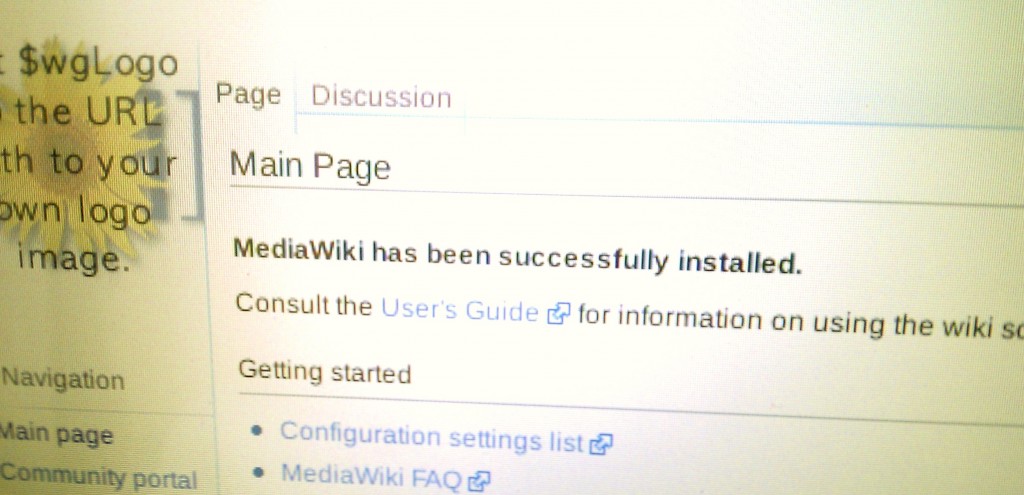 $wgLogo
the URL
to your
own logo
image.
Page Discussion
Main Page
MediaWiki has been successfully installed.
Consult the User's Guide for information on using the wiki
Getting started
Configuration settings list
MediaWiki FAQ
Navigation
Main page
Community portal